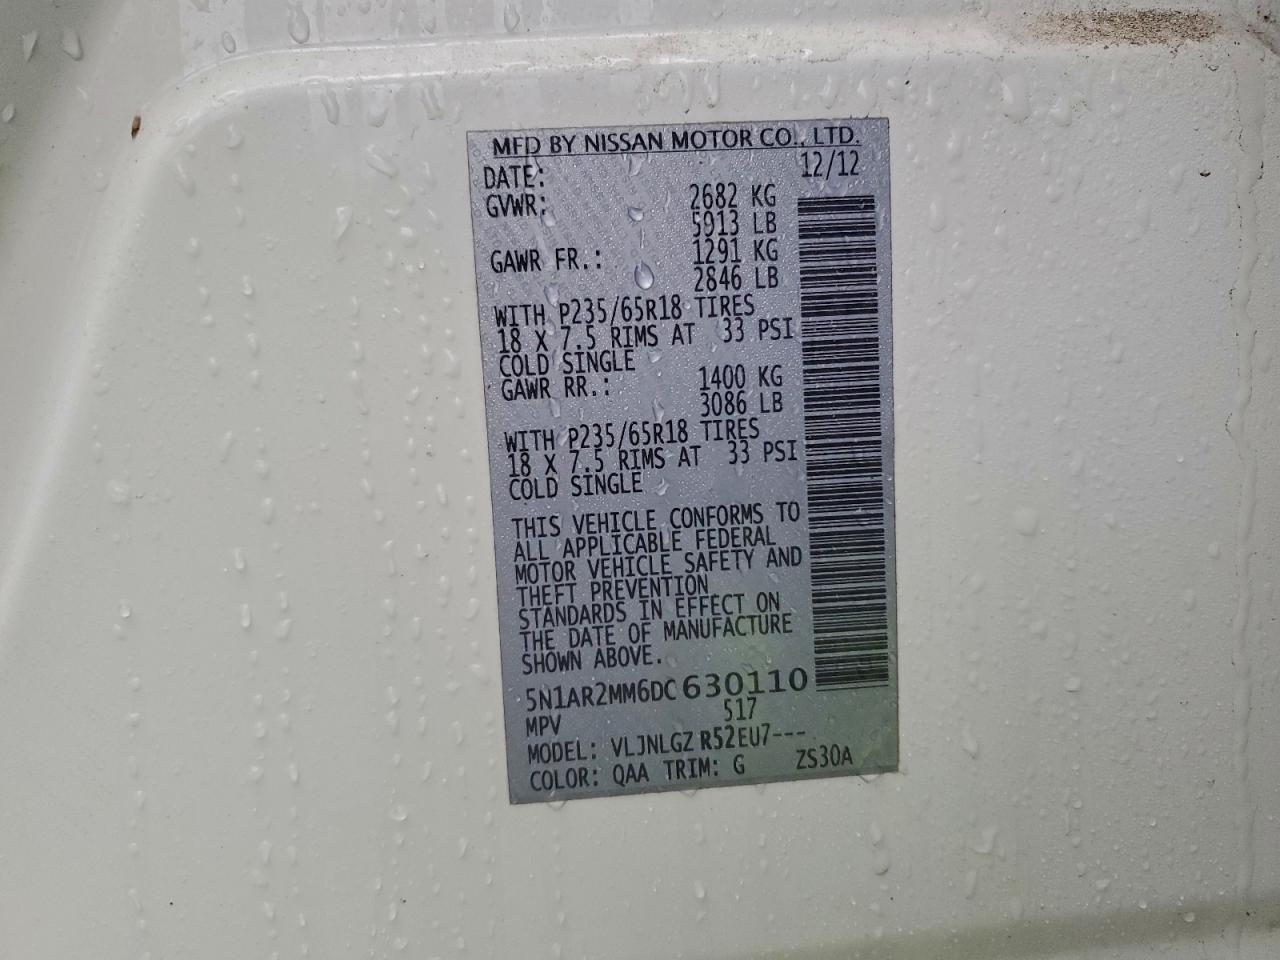 MFD BY NISSAN MOTOR CO., LTD.
DATE: 12/12
GVWR: 2682 KG
5913 LB
GAWR FR.: 1291 KG
2846 LB
WITH P235/65R18 TIRES
18 X 7.5 RIMS AT 33 PSI
COLD SINGLE
GAWR RR.: 1400 KG
3086 LB
WITH P235/65R18 TIRES
18 X 7.5 RIMS AT 33 PSI
COLD SINGLE
THIS VEHICLE CONFORMS TO
ALL APPLICABLE FEDERAL
MOTOR VEHICLE SAFETY AND
THEFT PREVENTION
STANDARDS IN EFFECT ON
THE DATE OF MANUFACTURE
SHOWN ABOVE.
5N1AR2MM6DC630110
MPV 517
MODEL: VLJNLGZ R52EU7---
COLOR: QAA TRIM: G ZS30A